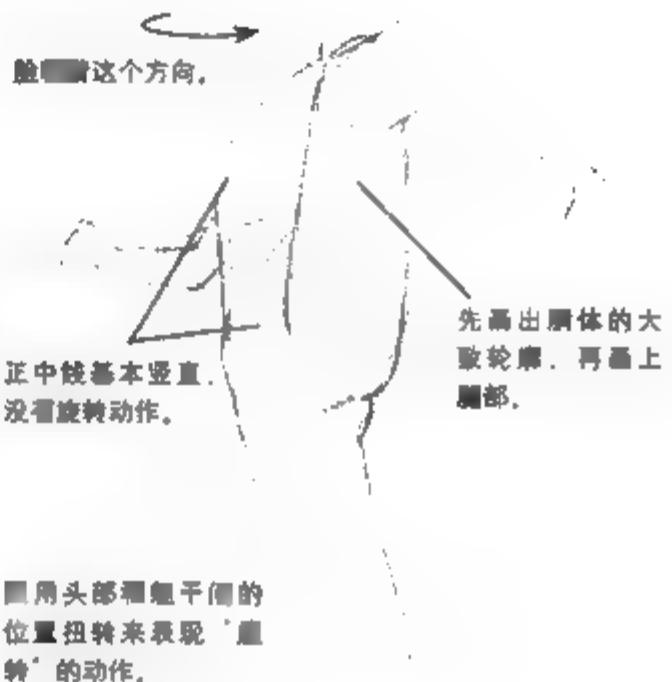 脸 这个方向。
正中线基本竖直，
没有旋转动作。
先画出 体的大
致轮廓，再画上
部。
用头部和躯干间的
位置扭转来表现“旋
转”的动作。